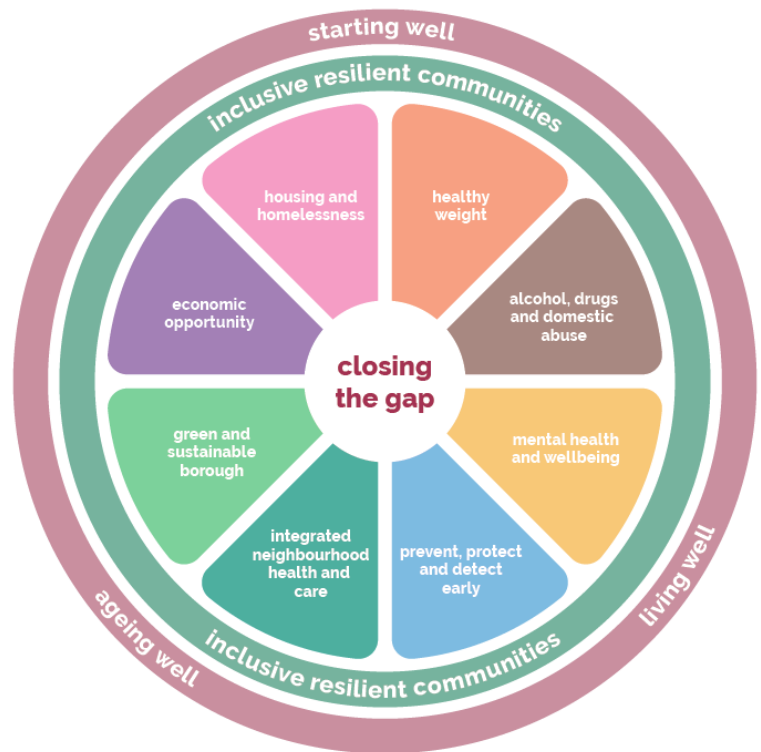 starting well
inclusive resilient communities
housing and
homelessness
healthy
weight
economic
opportunity
alcohol, drugs
and domestic
abuse
closing
the gap
green and
sustainable
borough
mental health
and wellbeing
integrated
neighbourhood
health and
care
prevent, protect
and detect
early
ageing well
living well
inclusive resilient communities